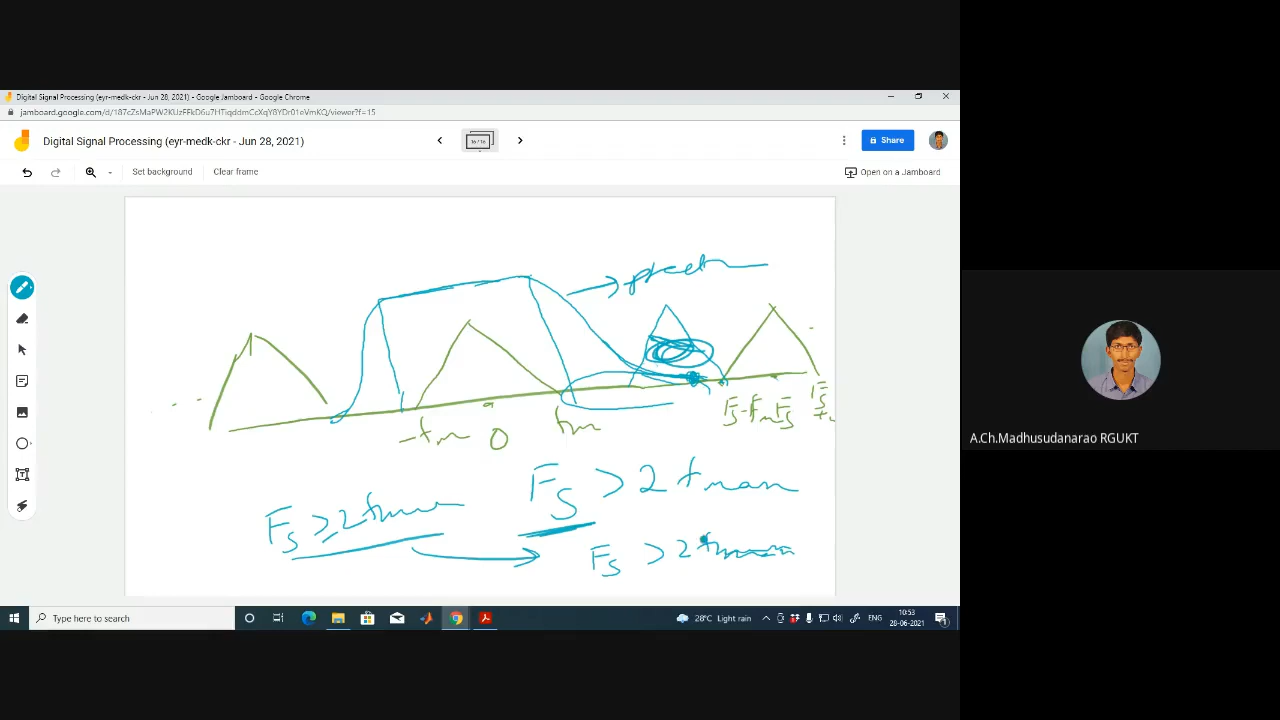 Digital Signal Processing (eyr-medk-ckr - Jun 28, 2021) - Google Jamboard - Google Chrome
Digital Signal Processing (eyr-medk-ckr - Jun 28, 2021)
16 / 16
Share
Set background
Clear frame
Open on a Jamboard
-fm
0
fm
Fs-Fm
Fs
Fs
Fs > 2 fmax
Fs ≥ 2 fmax
Fs > 2 fmax
A.Ch.Madhusudanarao RGUKT
Type here to search
28°C Light rain
ENG
10:53
28-06-2021